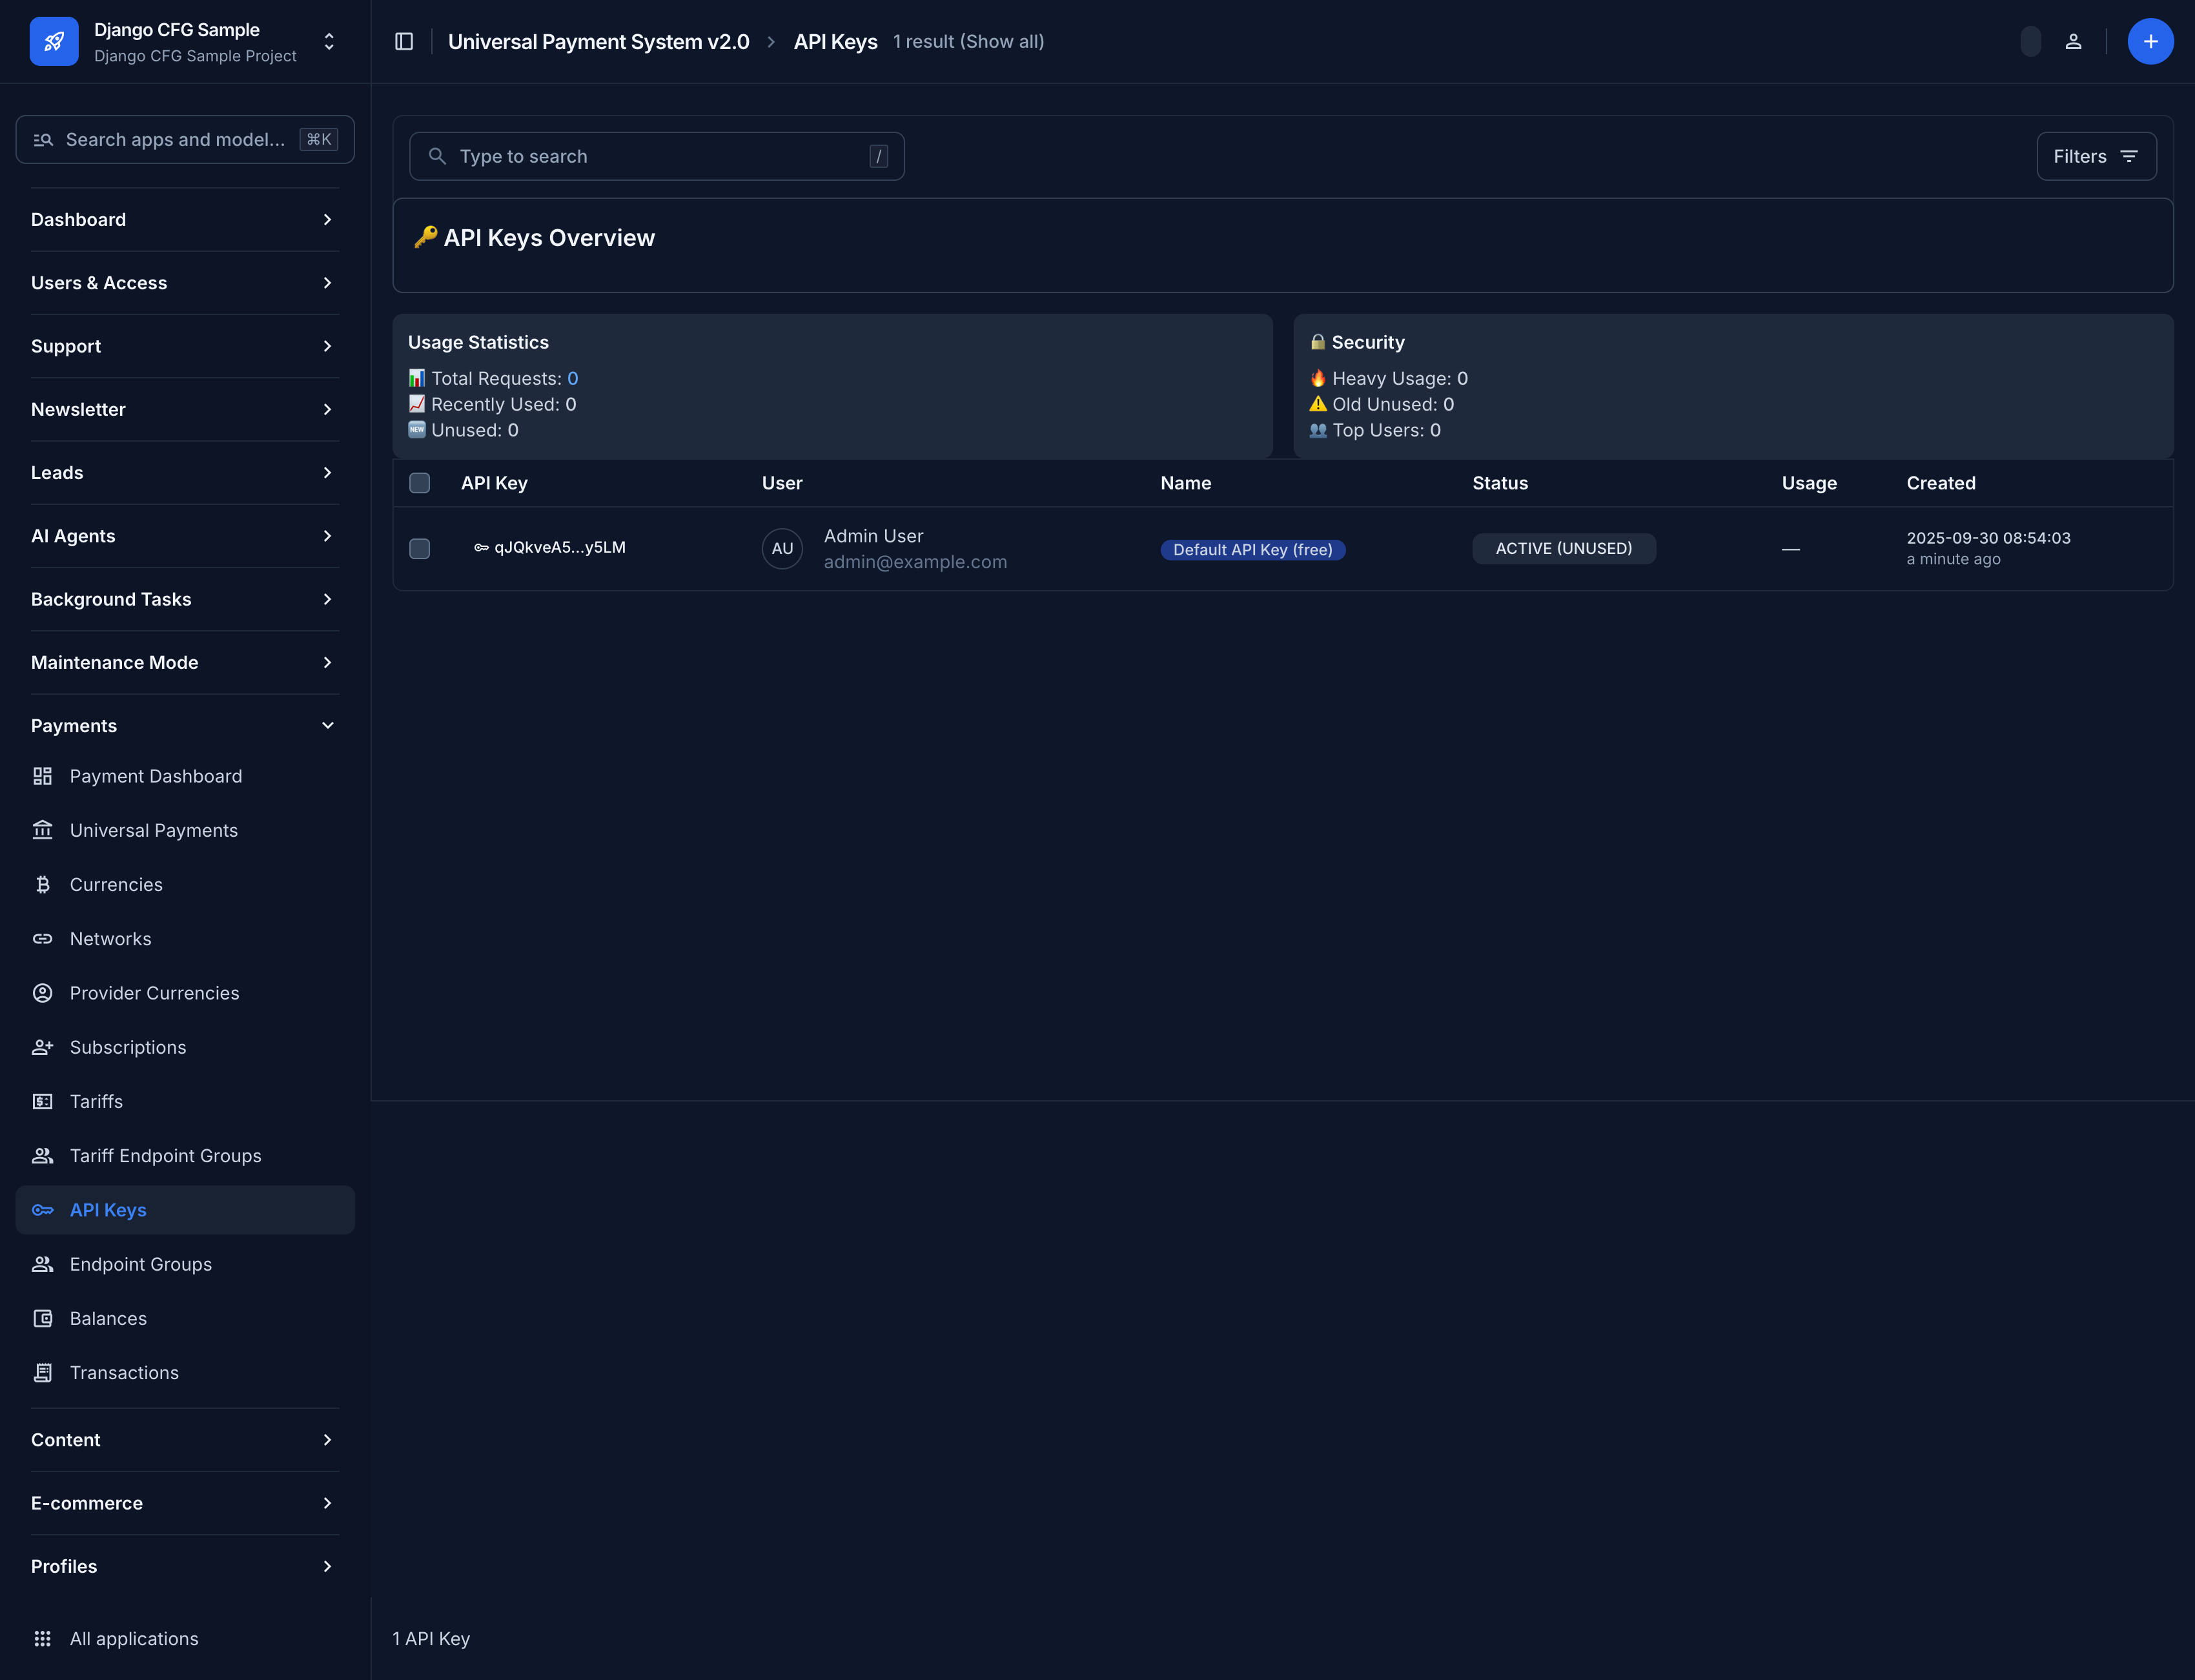 Django CFG Sample
Django CFG Sample Project
Search apps and model... ⌘K
Dashboard
Users & Access
Support
Newsletter
Leads
AI Agents
Background Tasks
Maintenance Mode
Payments
Payment Dashboard
Universal Payments
Currencies
Networks
Provider Currencies
Subscriptions
Tariffs
Tariff Endpoint Groups
API Keys
Endpoint Groups
Balances
Transactions
Content
E-commerce
Profiles
All applications
Universal Payment System v2.0 › API Keys 1 result (Show all)
Type to search /
Filters
🔑 API Keys Overview
Usage Statistics
📊 Total Requests: 0
📈 Recently Used: 0
🆕 Unused: 0
🔒 Security
🔥 Heavy Usage: 0
⚠️ Old Unused: 0
👥 Top Users: 0
API Key User Name Status Usage Created
qJQkveA5...y5LM
AU
Admin User
admin@example.com
Default API Key (free)
ACTIVE (UNUSED)
—
2025-09-30 08:54:03
a minute ago
1 API Key